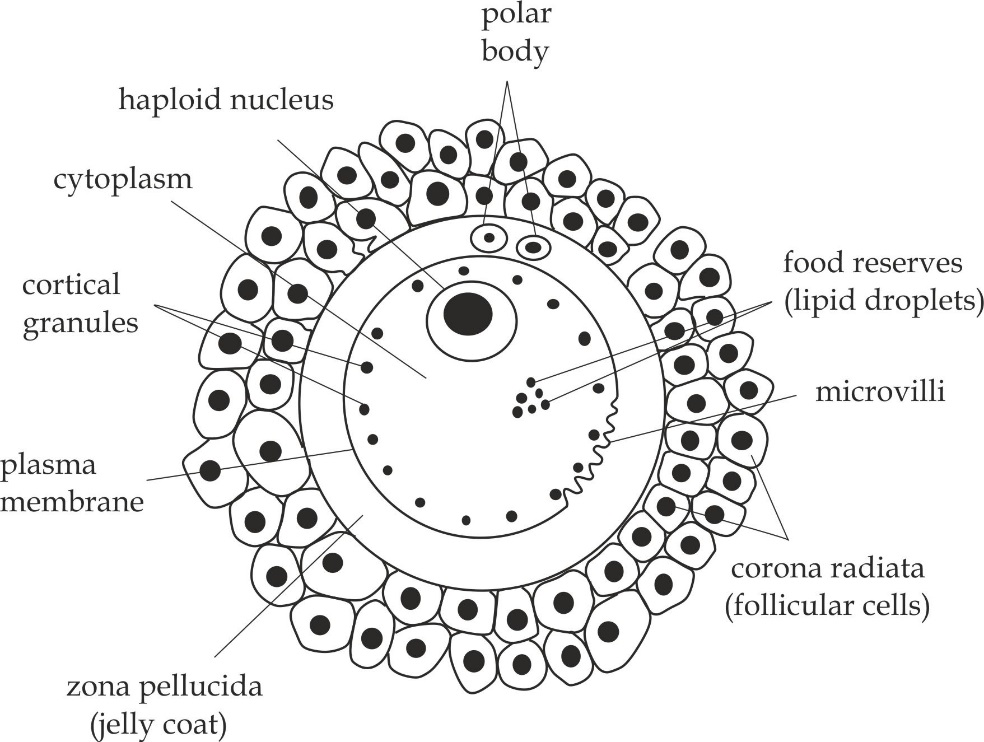 polar
body
haploid nucleus
cytoplasm
cortical
granules
food reserves
(lipid droplets)
microvilli
plasma
membrane
corona radiata
(follicular cells)
zona pellucida
(jelly coat)